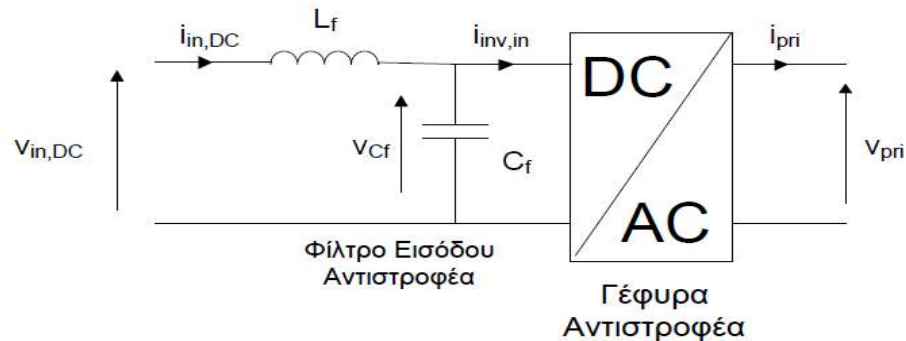 L_f
i_in,DC
i_inv,in
i_pri
DC
v_in,DC
v_Cf
C_f
v_pri
AC
Φίλτρο Εισόδου
Αντιστροφέα
Γέφυρα
Αντιστροφέα